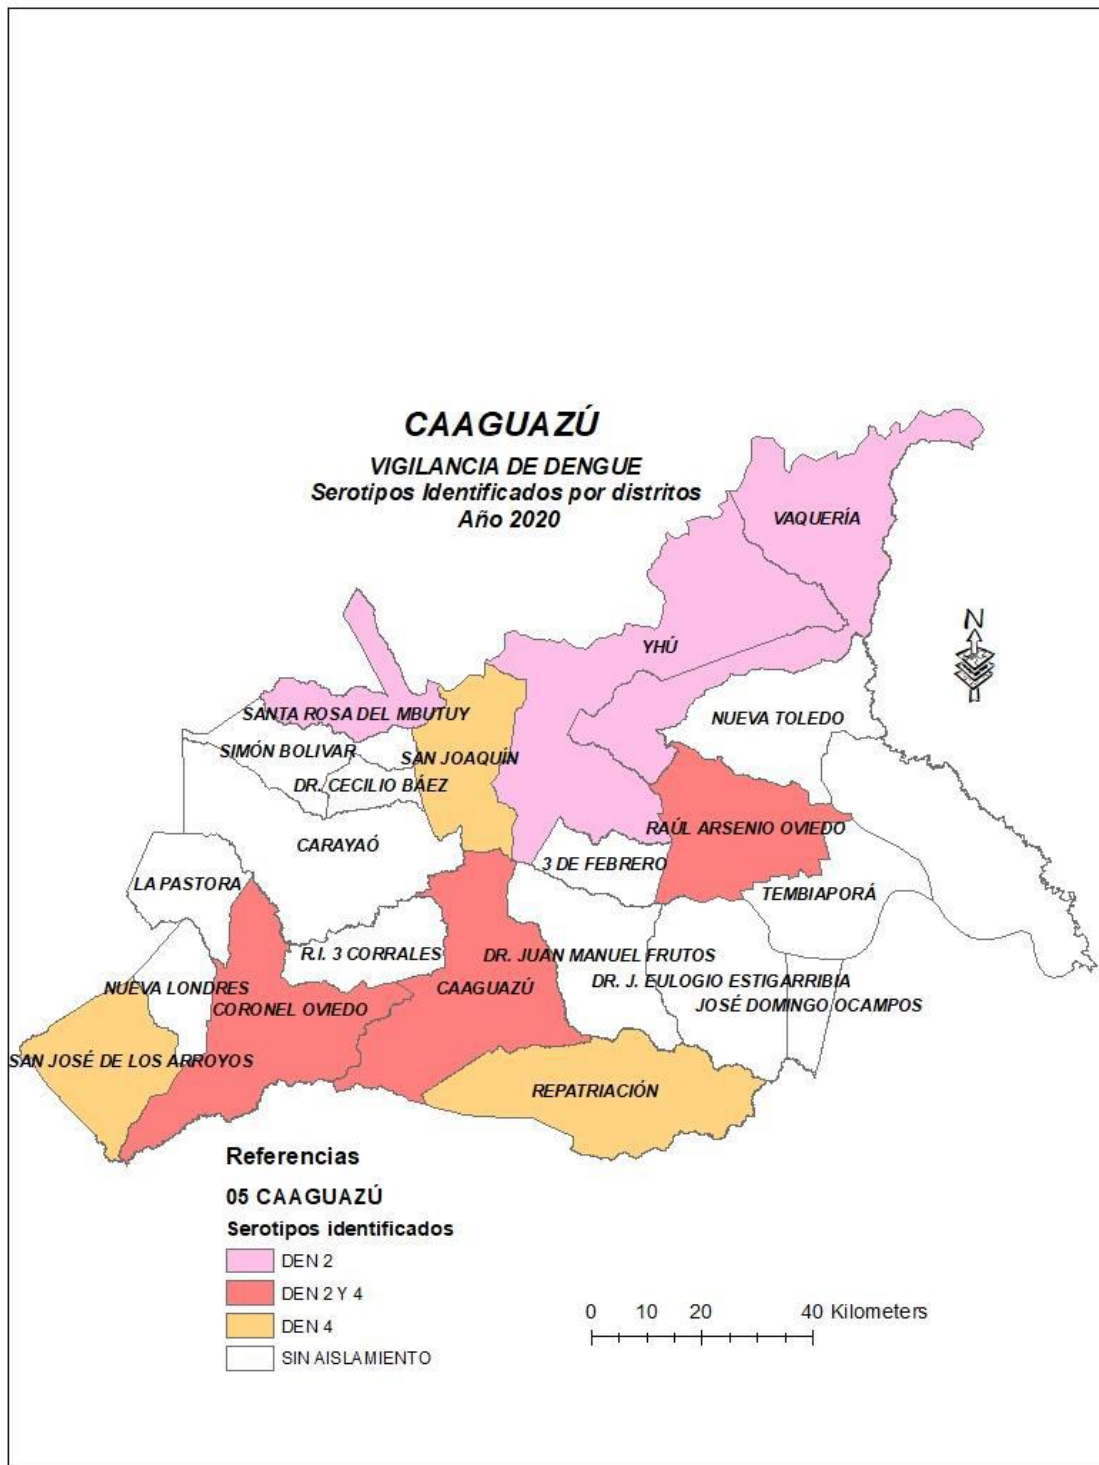 CAAGUAZÚ
VIGILANCIA DE DENGUE
Serotipos Identificados por distritos
Año 2020
VAQUERÍA
N
YHÚ
SANTA ROSA DEL MBUTUY
NUEVA TOLEDO
SIMÓN BOLIVAR
SAN JOAQUÍN
DR. CECILIO BÁEZ
RAÚL ARSENIO OVIEDO
CARAYAÓ
3 DE FEBRERO
LA PASTORA
TEMBIAPORÁ
R.I. 3 CORRALES
DR. JUAN MANUEL FRUTOS
DR. J. EULOGIO ESTIGARRIBIA
NUEVA LONDRES
CAAGUAZÚ
JOSÉ DOMINGO OCAMPOS
CORONEL OVIEDO
SAN JOSÉ DE LOS ARROYOS
REPATRIACIÓN
Referencias
05 CAAGUAZÚ
Serotipos identificados
DEN 2
DEN 2 Y 4
DEN 4
SIN AISLAMIENTO
0 10 20 40 Kilometers